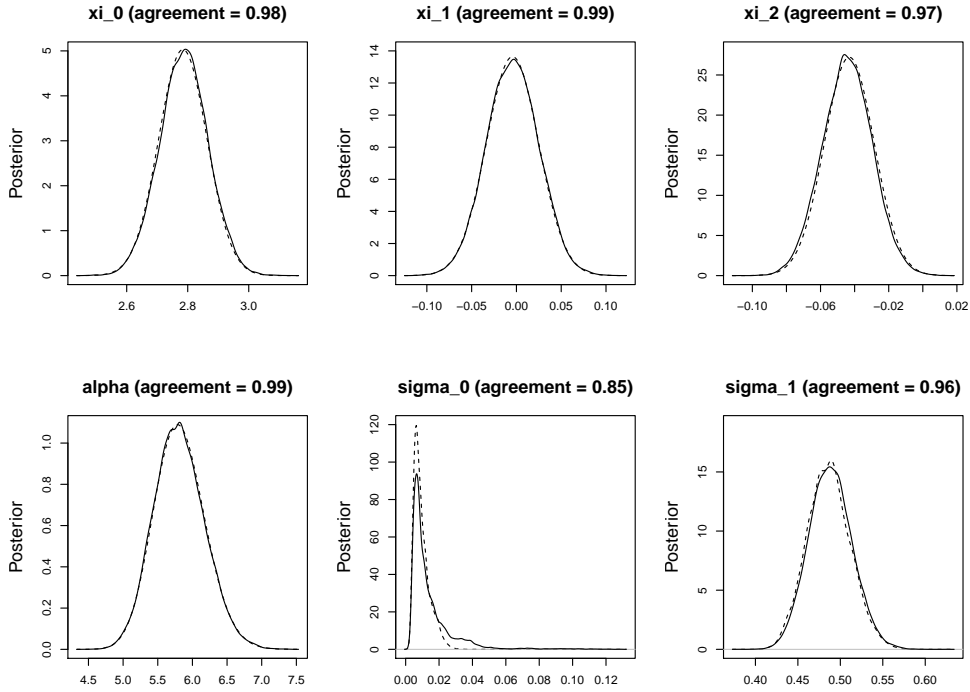 xi_0 (agreement = 0.98)
xi_1 (agreement = 0.99)
xi_2 (agreement = 0.97)
Posterior
0 1 2 3 4 5
2.6 2.8 3.0
0 2 4 6 8 10 12 14
−0.10 −0.05 0.00 0.05 0.10
Posterior
0 5 10 15 20 25
−0.10 −0.06 −0.02 0.02
alpha (agreement = 0.99)
sigma_0 (agreement = 0.85)
sigma_1 (agreement = 0.96)
Posterior
0.0 0.2 0.4 0.6 0.8 1.0
4.5 5.0 5.5 6.0 6.5 7.0 7.5
Posterior
0 20 40 60 80 100 120
0.00 0.02 0.04 0.06 0.08 0.10 0.12
Posterior
0 5 10 15
0.40 0.45 0.50 0.55 0.60